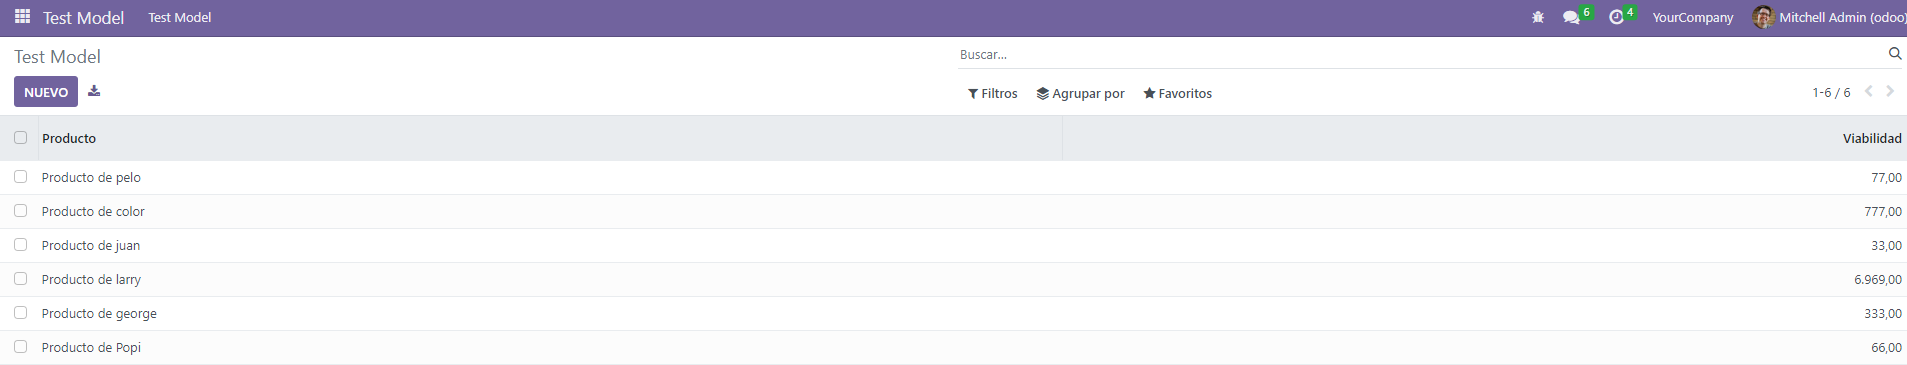 Test Model Test Model 6 4 YourCompany Mitchell Admin (odoo)
Test Model Buscar...
NUEVO Filtros Agrupar por Favoritos 1-6 / 6
Producto Viabilidad
Producto de pelo 77,00
Producto de color 777,00
Producto de juan 33,00
Producto de larry 6.969,00
Producto de george 333,00
Producto de Popi 66,00